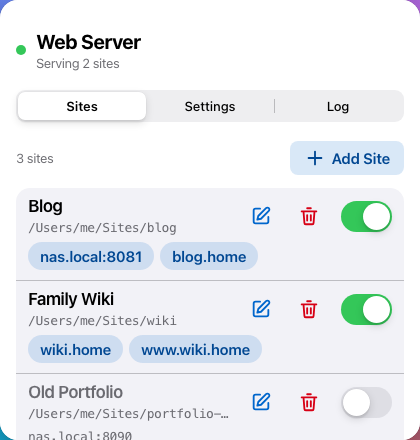 Web Server
Serving 2 sites
Sites Settings Log
3 sites
+ Add Site
Blog
/Users/me/Sites/blog
nas.local:8081 blog.home
Family Wiki
/Users/me/Sites/wiki
wiki.home www.wiki.home
Old Portfolio
/Users/me/Sites/portfolio-…
nas.local:8090